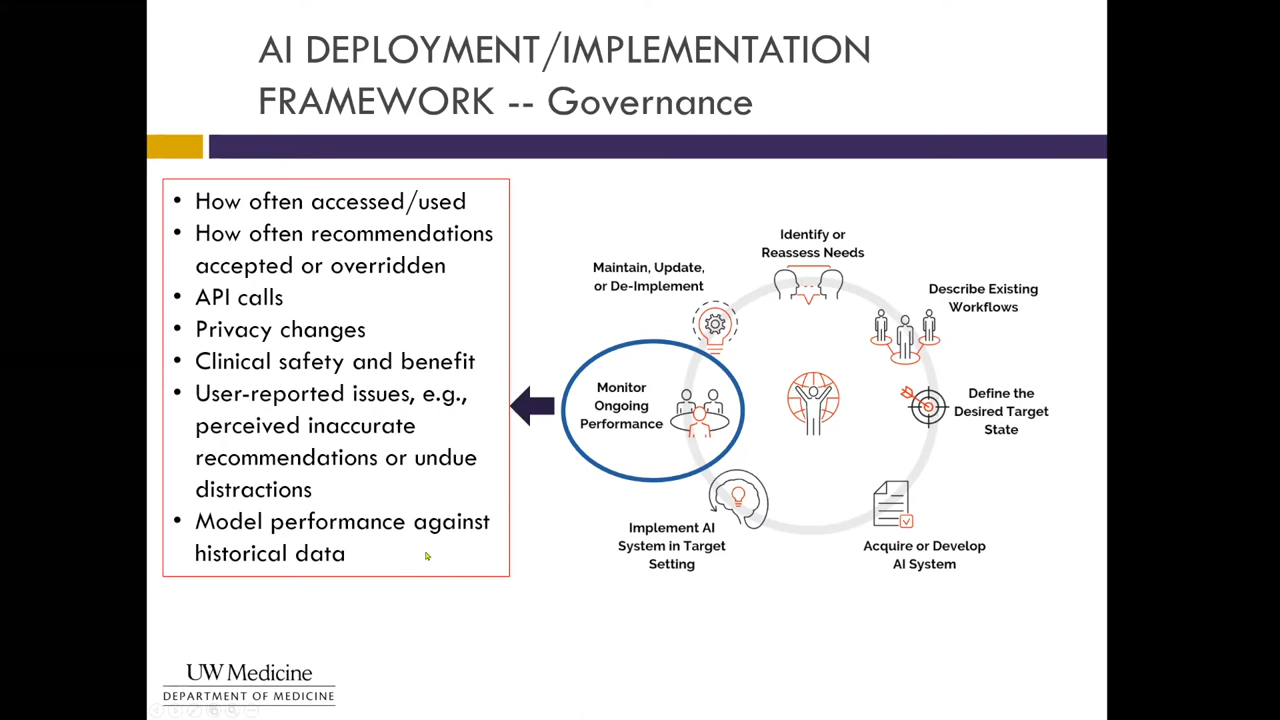 AI DEPLOYMENT/IMPLEMENTATION
FRAMEWORK -- Governance
• How often accessed/used
• How often recommendations
accepted or overridden
• API calls
• Privacy changes
• Clinical safety and benefit
• User-reported issues, e.g.,
perceived inaccurate
recommendations or undue
distractions
• Model performance against
historical data
Identify or
Reassess Needs
Describe Existing
Workflows
Define the
Desired Target
State
Acquire or Develop
AI System
Implement AI
System in Target
Setting
Monitor
Ongoing
Performance
Maintain, Update,
or De-Implement
UW Medicine
DEPARTMENT OF MEDICINE